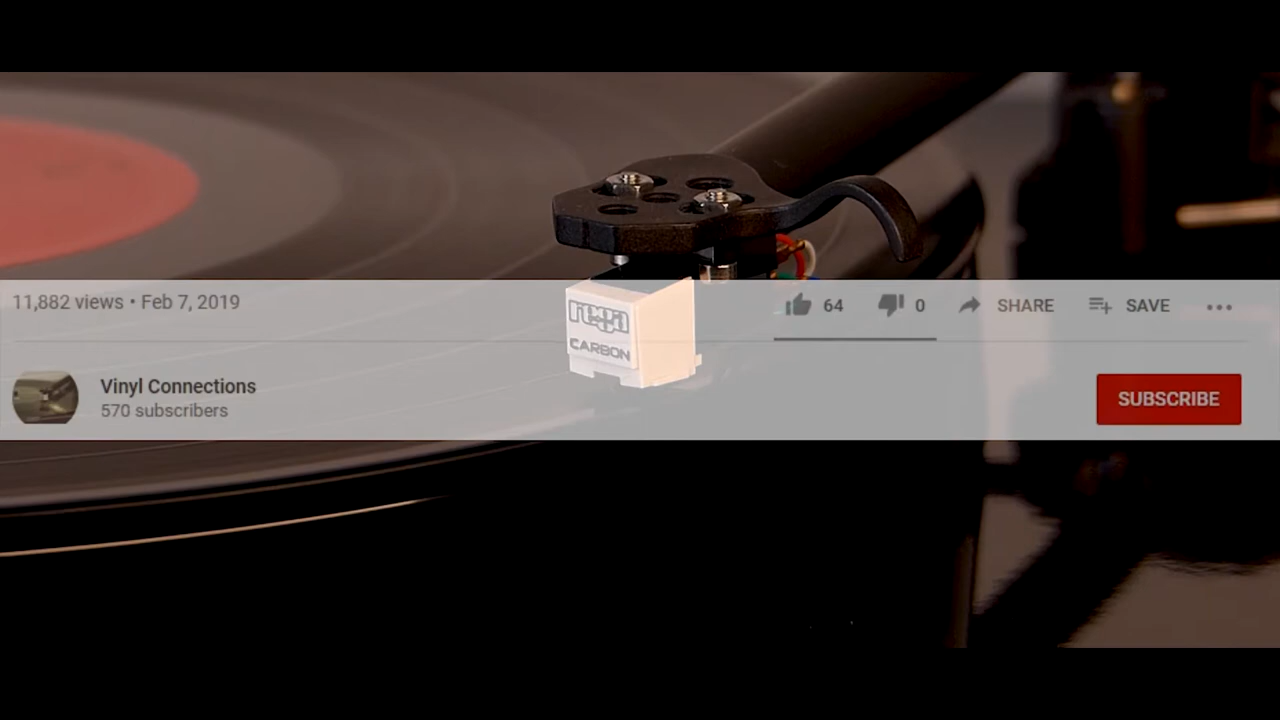 11,882 views • Feb 7, 2019
64
0
SHARE
SAVE
rega
CARBON
Vinyl Connections
570 subscribers
SUBSCRIBE